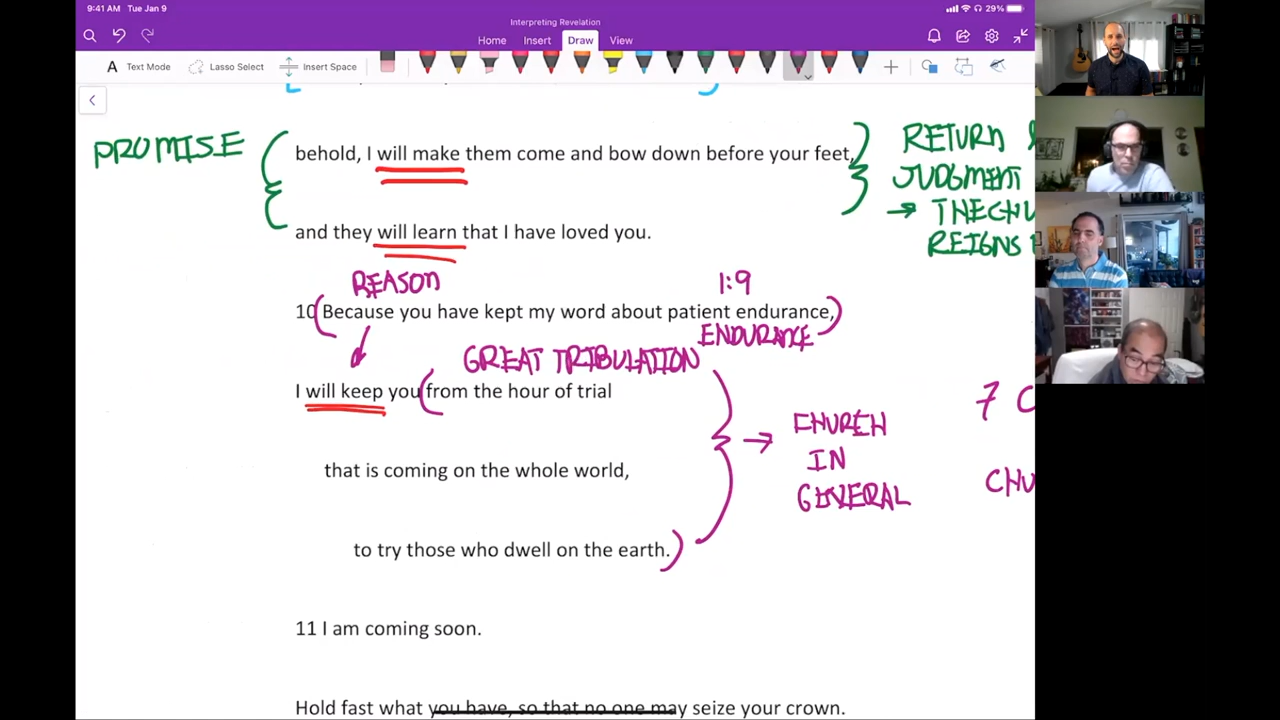 9:41 AM Tue Jan 9
29%
Interpreting Revelation
Home Insert Draw View
A Text Mode Lasso Select Insert Space
PROMISE
behold, I will make them come and bow down before your feet,
RETURN
JUDGMENT
→ THE CHU
and they will learn that I have loved you.
REIGNS
REASON
1:9
10 Because you have kept my word about patient endurance,
ENDURANCE
GREAT TRIBULATION
I will keep you from the hour of trial
7 C
→ CHURCH
IN
GENERAL
CHU
that is coming on the whole world,
to try those who dwell on the earth.
11 I am coming soon.
Hold fast what you have, so that no one may seize your crown.